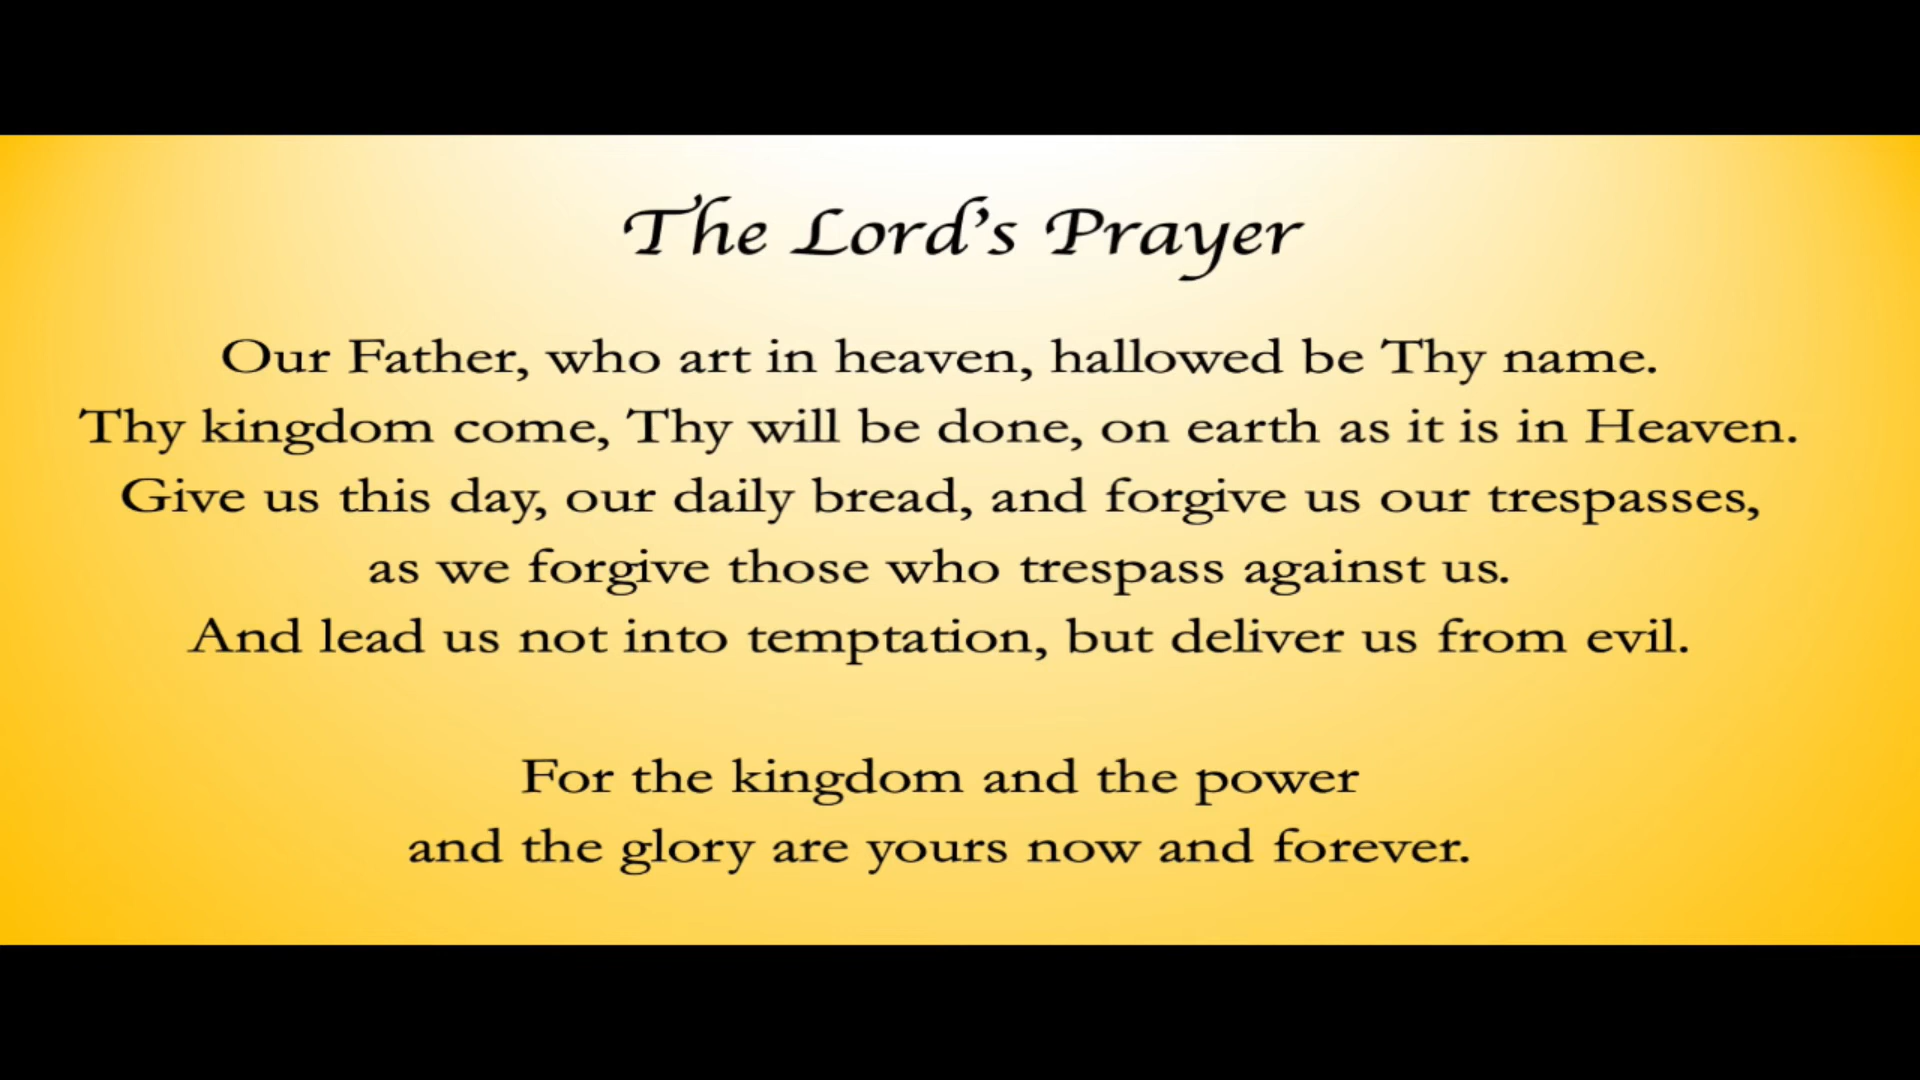 The Lord's Prayer
Our Father, who art in heaven, hallowed be Thy name.
Thy kingdom come, Thy will be done, on earth as it is in Heaven.
Give us this day, our daily bread, and forgive us our trespasses,
as we forgive those who trespass against us.
And lead us not into temptation, but deliver us from evil.
For the kingdom and the power
and the glory are yours now and forever.